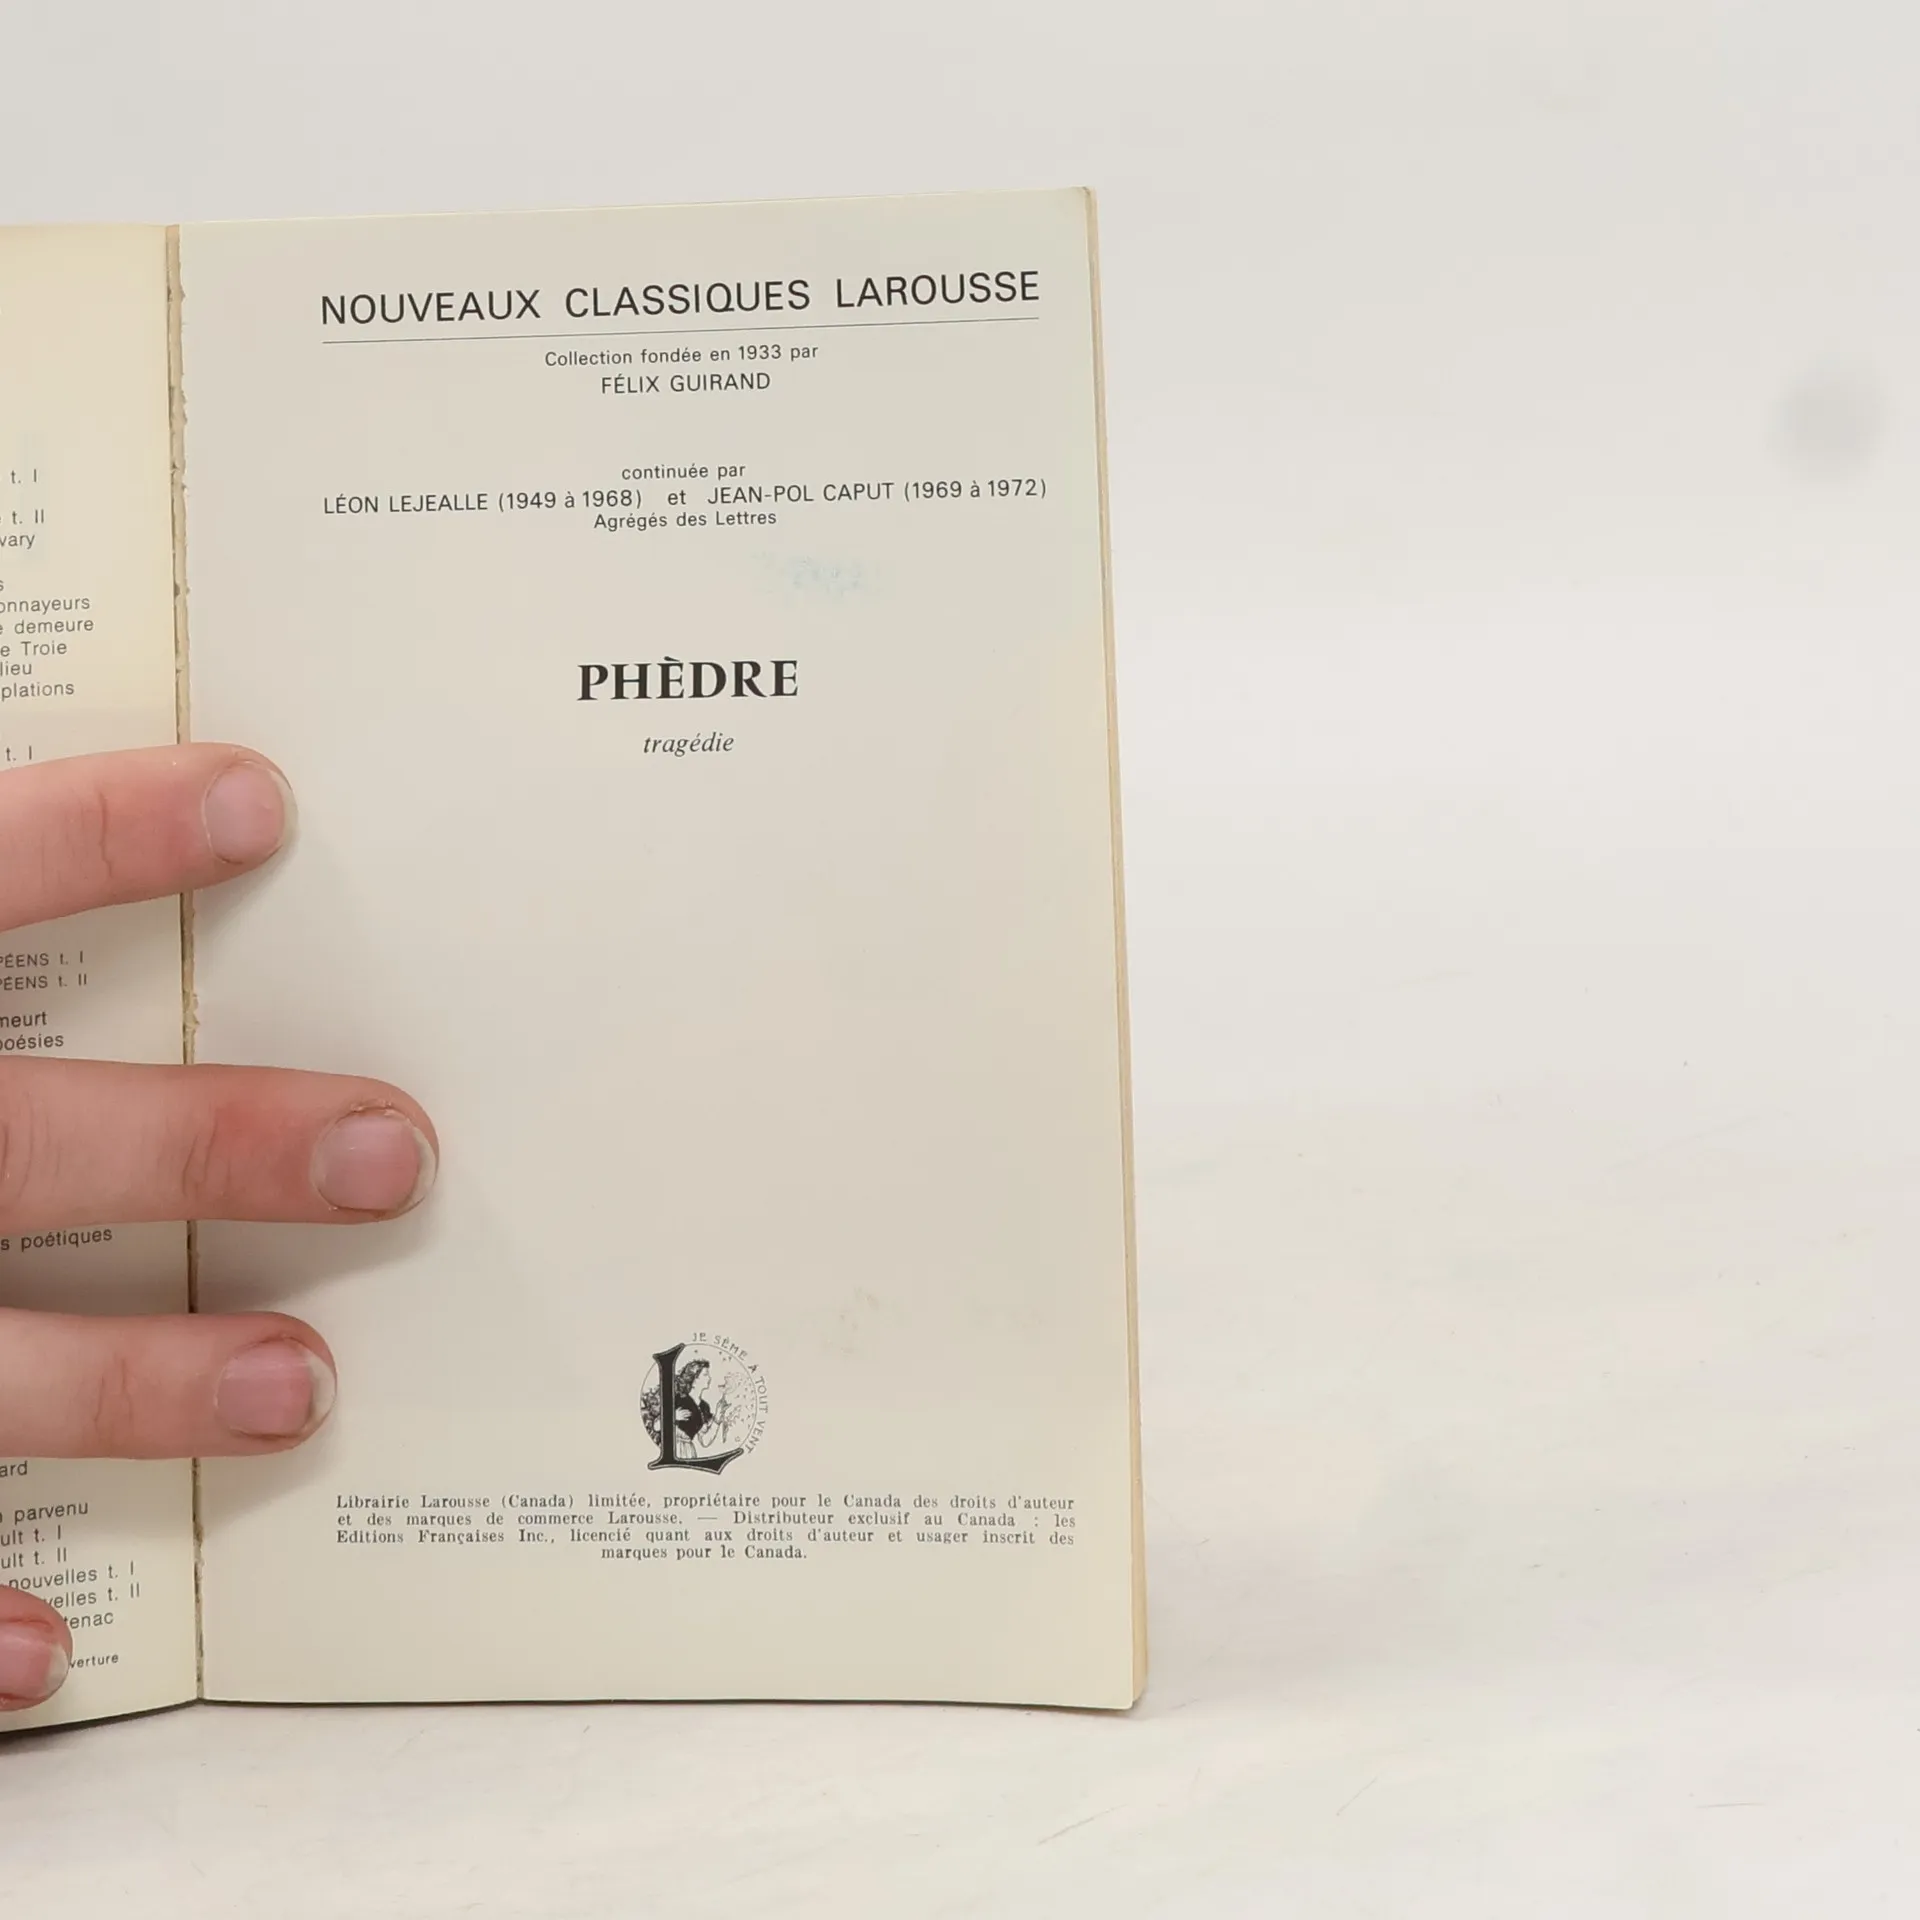 t. I
t. II
vary
s
onnayeurs
e demeure
e Troie
lieu
plations
t. I
PÉENS t. I
PÉENS t. II
meurt
poésies
s poétiques
ard
parvenu
ult t. I
ult t. II
nouvelles t. I
velles t. II
tenac
verture
NOUVEAUX CLASSIQUES LAROUSSE
Collection fondée en 1933 par
FÉLIX GUIRAND
continuée par
LÉON LEJEALLE (1949 à 1968) et JEAN-POL CAPUT (1969 à 1972)
Agrégés des Lettres
PHÈDRE
tragédie
JE SÈME À TOUT VENT
L
Librairie Larousse (Canada) limitée, propriétaire pour le Canada des droits d'auteur
et des marques de commerce Larousse. — Distributeur exclusif au Canada : les
Editions Françaises Inc., licencié quant aux droits d'auteur et usager inscrit des
marques pour le Canada.